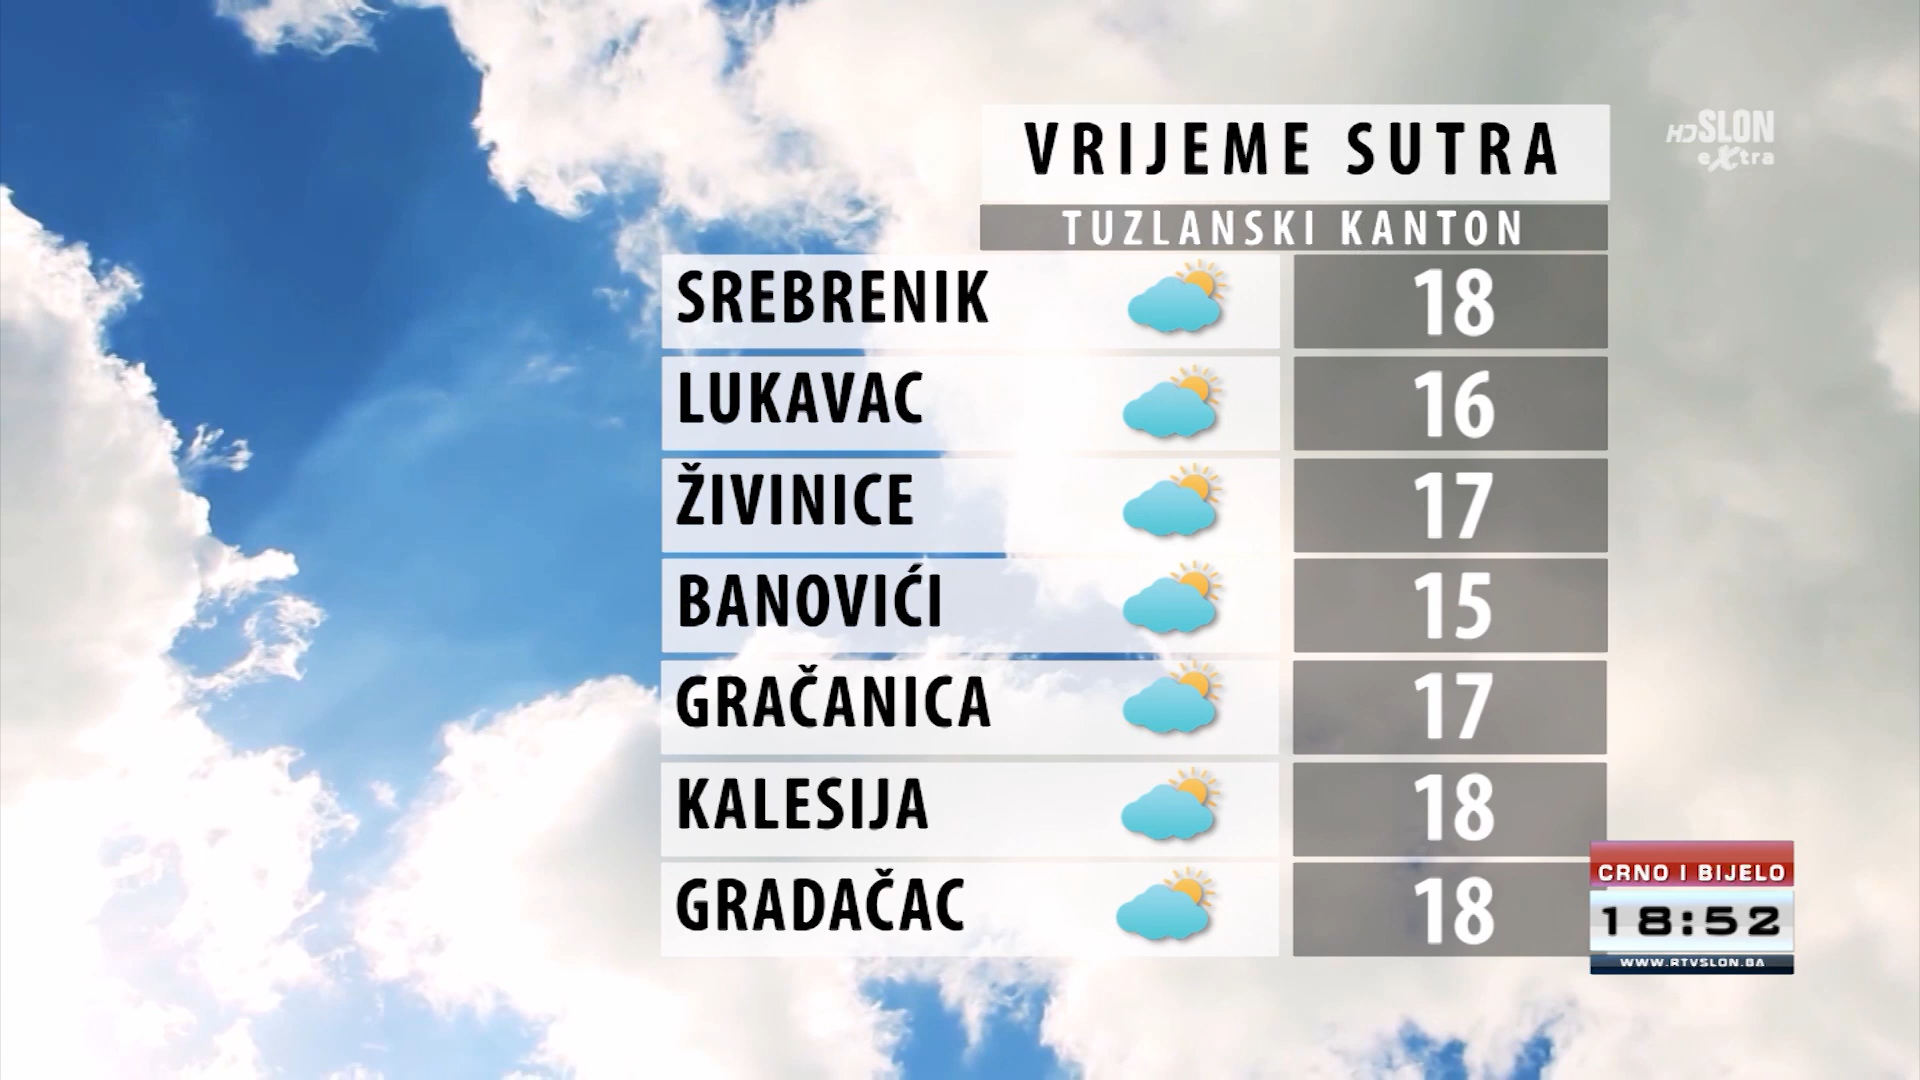 VRIJEME SUTRA
HD SLON
extra
TUZLANSKI KANTON
SREBRENIK 18
LUKAVAC 16
ŽIVINICE 17
BANOVIĆI 15
GRAČANICA 17
KALESIJA 18
GRADAČAC 18
CRNO I BIJELO
18:52
WWW.RTVSLON.BA